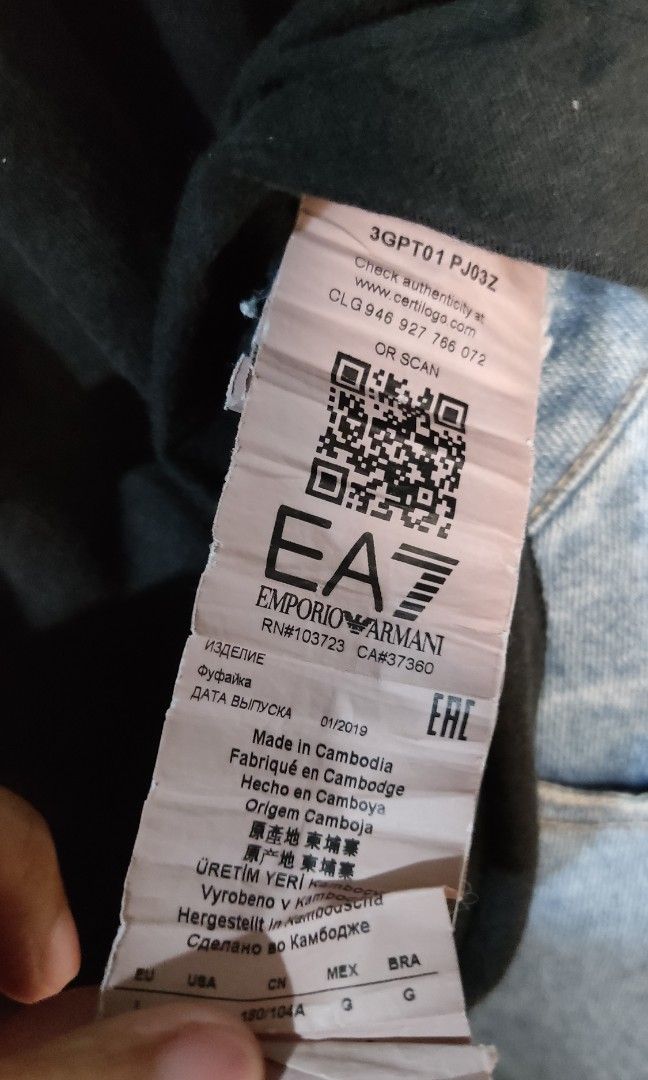 3GPT01 PJ03Z
Check authenticity at
www.certilogo.com
CLG 946 927 766 072
OR SCAN
EA7
EMPORIO ARMANI
RN#103723 CA#37360
ИЗДЕЛИЕ
Фуфайка
ДАТА ВЫПУСКА 01/2019
EAC
Made in Cambodia
Fabriqué en Cambodge
Hecho en Camboya
Origem Camboja
原產地 柬埔寨
原产地 柬埔寨
ÜRETİM YERİ
Vyrobeno v
Hergestellt in Kambodscha
Сделано во Камбодже
EU USA CN MEX BRA
180/104A G G